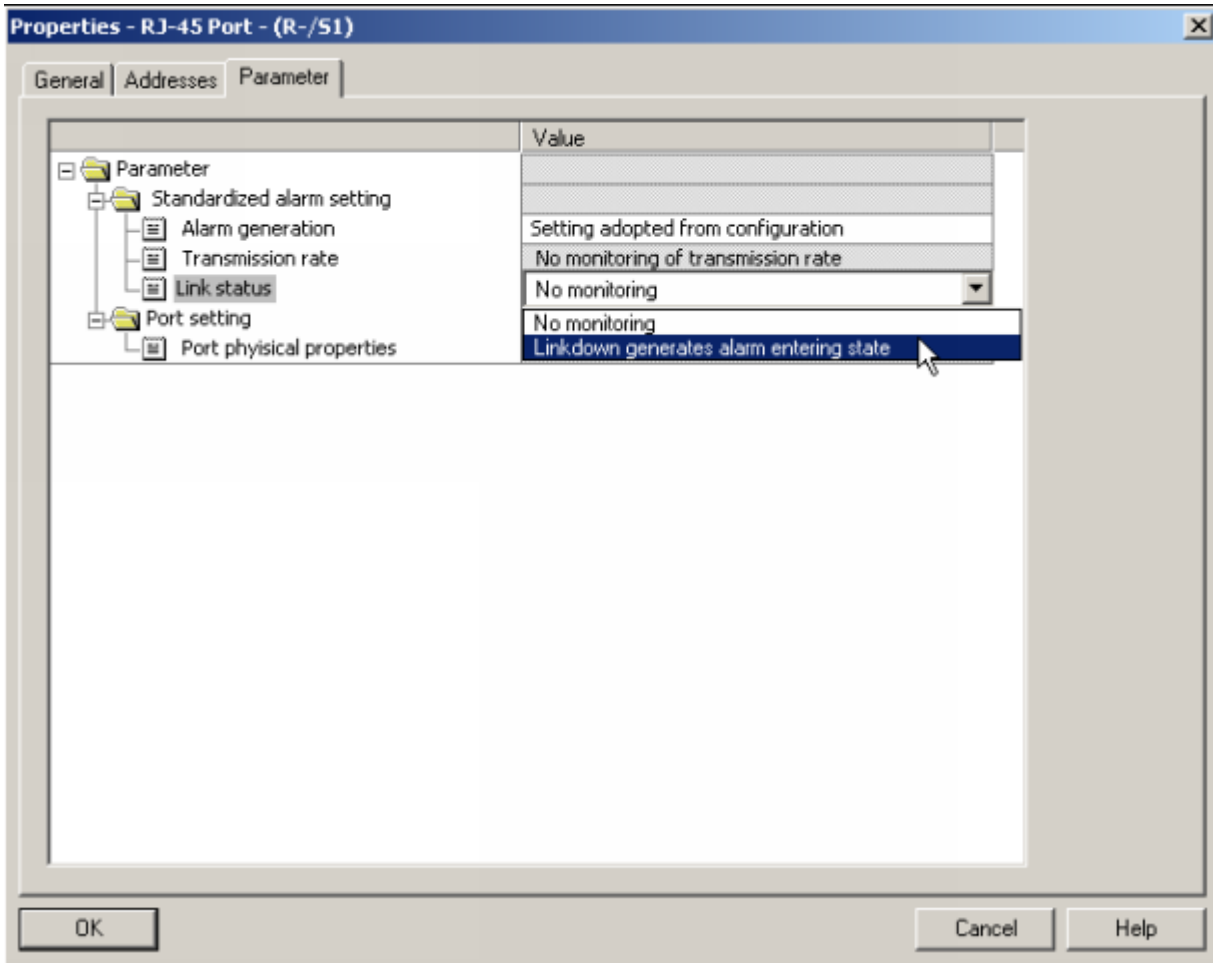 Properties - RJ-45 Port - (R-/S1)
General Addresses Parameter
Value
Parameter
Standardized alarm setting
Alarm generation Setting adopted from configuration
Transmission rate No monitoring of transmission rate
Link status No monitoring
Port setting No monitoring
Port phyisical properties Linkdown generates alarm entering state
OK Cancel Help